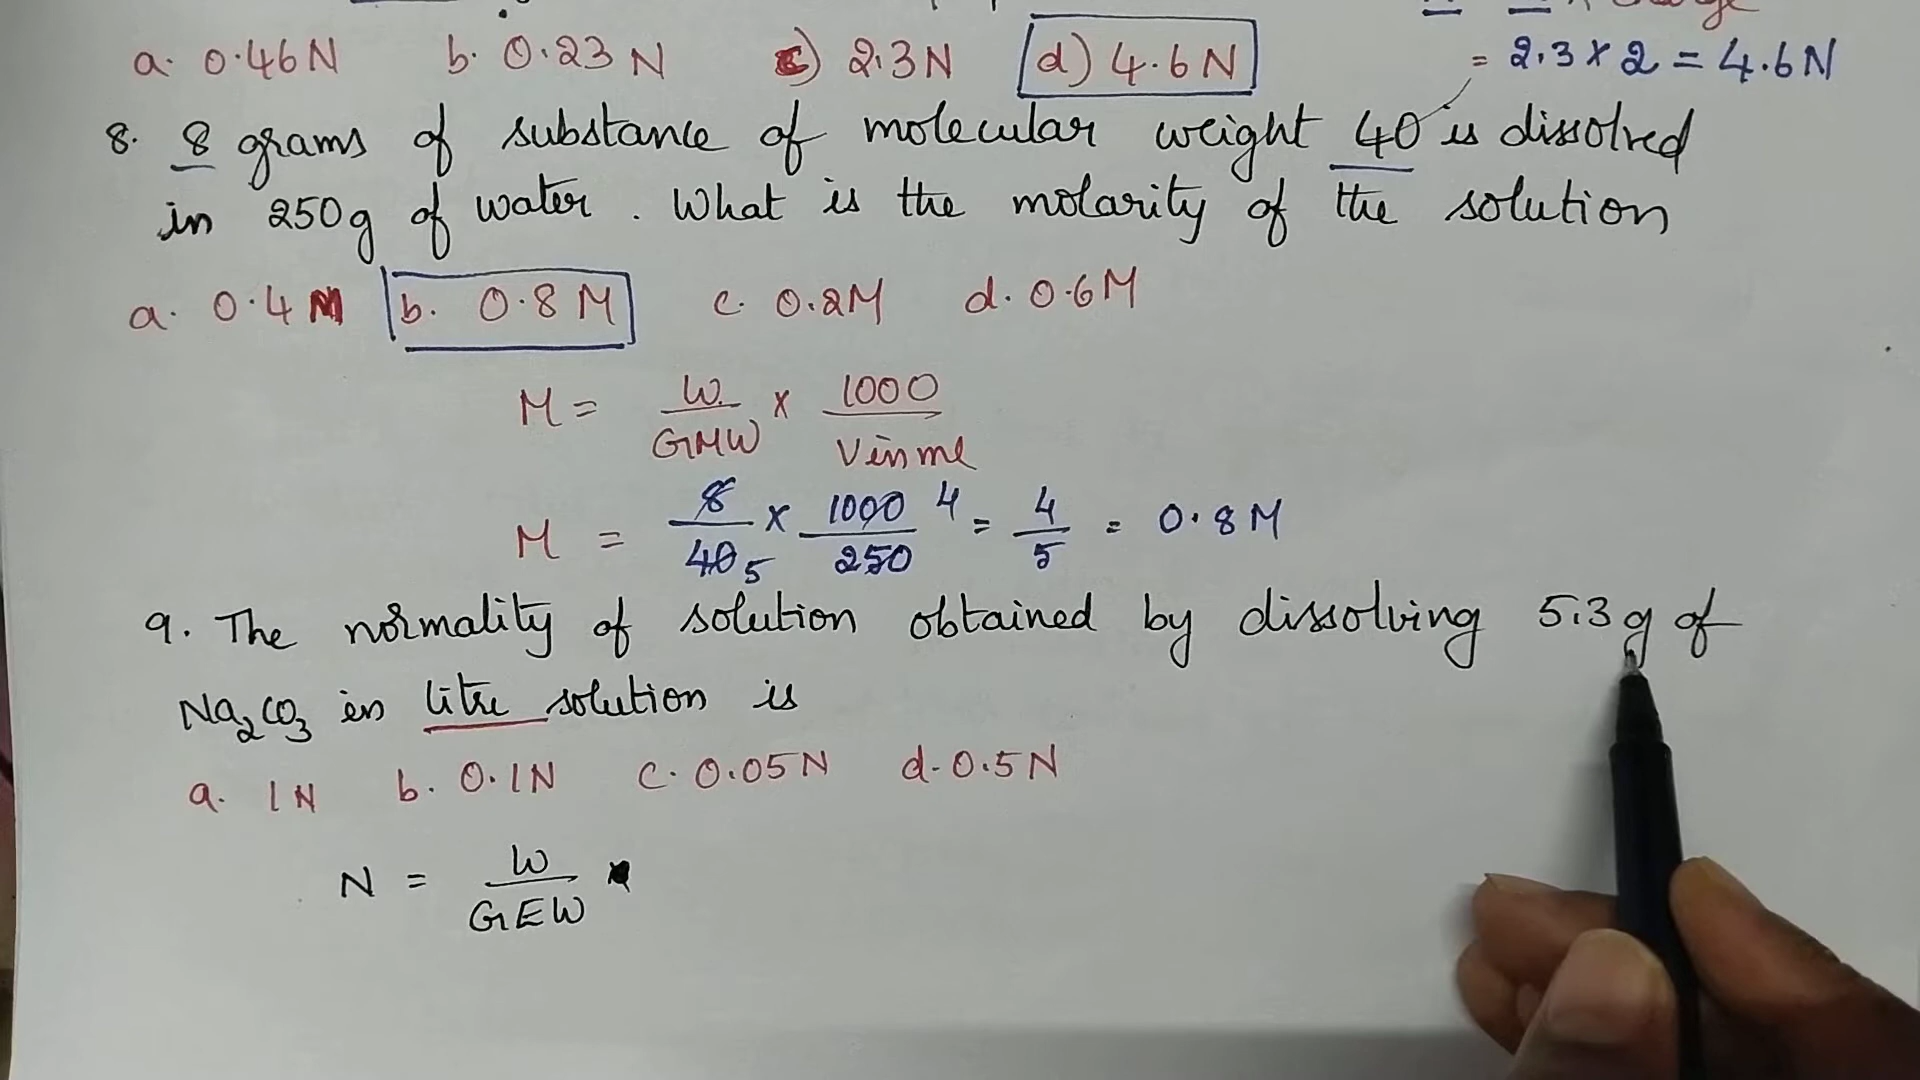 charge
a. 0.46N b. 0.23 N c) 2.3N d) 4.6N = 2.3 x 2 = 4.6N
8. 8 grams of substance of molecular weight 40 is dissolved
in 250g of water. What is the molarity of the solution
a. 0.4 M b. 0.8 M c. 0.2M d. 0.6M
M = W/GMW x 1000/V in ml
M = 8/40 5 x 1000/250 4 = 4/5 = 0.8M
9. The normality of solution obtained by dissolving 5.3g of
Na2CO3 in litre solution is
a. 1N b. 0.1N c. 0.05N d. 0.5N
N = W/GEW